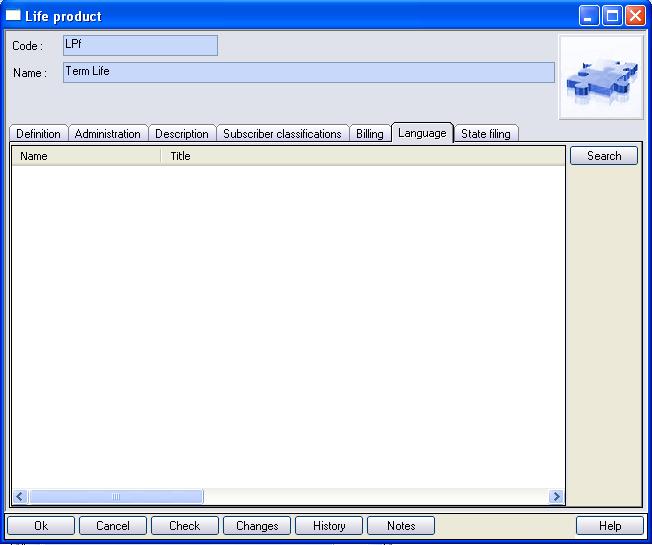 Life product
Code : LPf
Name : Term Life
Definition Administration Description Subscriber classifications Billing Language State filing
Name Title Search
Ok Cancel Check Changes History Notes Help